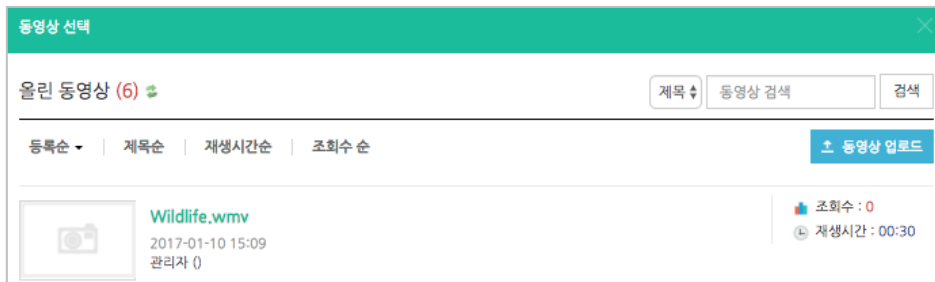 동영상 선택
올린 동영상 (6)
제목 동영상 검색 검색
등록순 제목순 재생시간순 조회수 순
동영상 업로드
Wildlife.wmv
2017-01-10 15:09
관리자 ()
조회수 : 0
재생시간 : 00:30